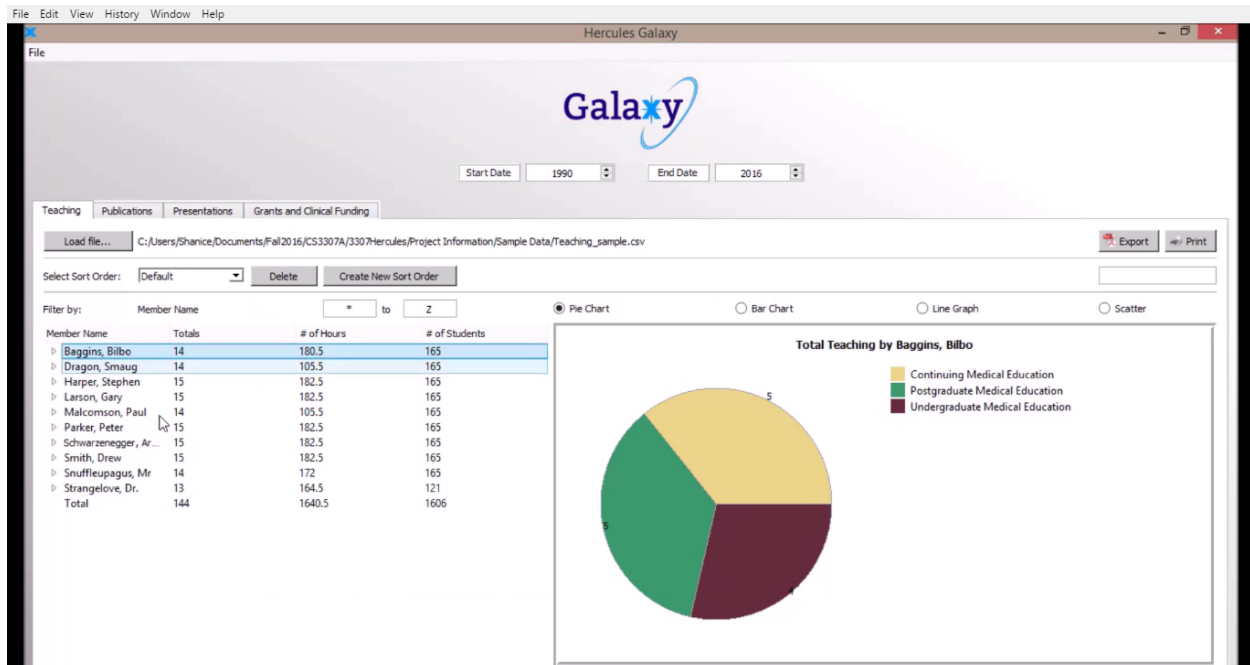 File Edit View History Window Help
Hercules Galaxy
File
Galaxy
Start Date 1990 End Date 2016
Teaching Publications Presentations Grants and Clinical Funding
Load file... C:/Users/Shanice/Documents/Fall2016/CS3307A/3307Hercules/Project Information/Sample Data/Teaching_sample.csv Export Print
Select Sort Order: Default Delete Create New Sort Order
Filter by: Member Name * to Z Pie Chart Bar Chart Line Graph Scatter
Member Name Totals # of Hours # of Students
Baggins, Bilbo 14 180.5 165
Dragon, Smaug 14 105.5 165
Harper, Stephen 15 182.5 165
Larson, Gary 15 182.5 165
Malcomson, Paul 14 105.5 165
Parker, Peter 15 182.5 165
Schwarzenegger, Ar... 15 182.5 165
Smith, Drew 15 182.5 165
Snuffleupagus, Mr 14 172 165
Strangelove, Dr. 13 164.5 121
Total 144 1640.5 1606
Total Teaching by Baggins, Bilbo
Continuing Medical Education
Postgraduate Medical Education
Undergraduate Medical Education
5
5
4